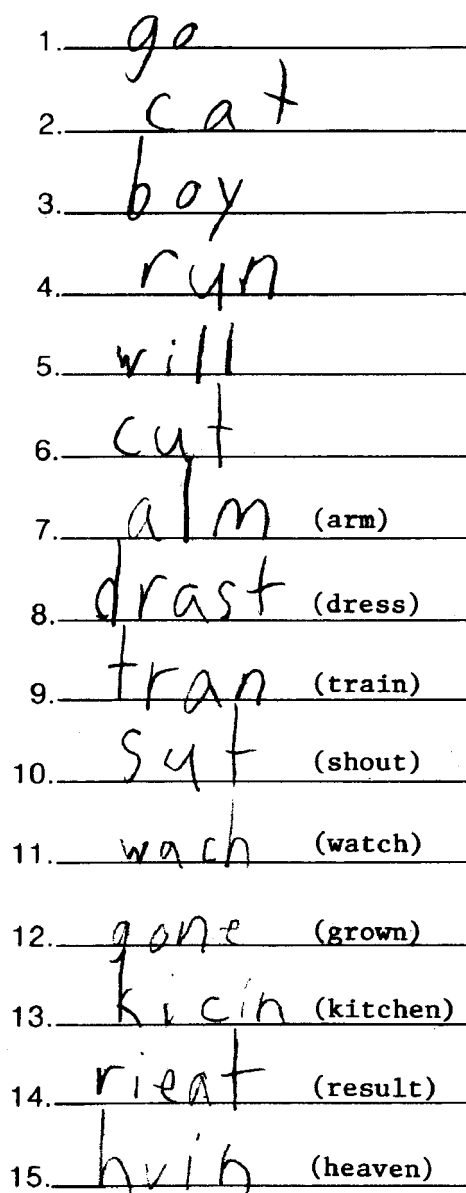 1. go
2. cat
3. boy
4. run
5. will
6. cut
7. alm (arm)
8. drast (dress)
9. tran (train)
10. sut (shout)
11. wach (watch)
12. gone (grown)
13. kicin (kitchen)
14. rieat (result)
15. hvin (heaven)